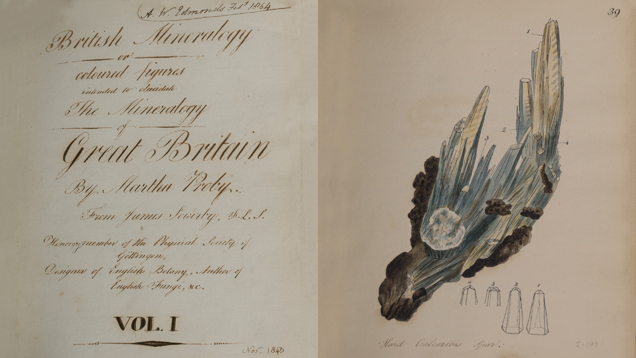 A. W. Edmonds Feb.y 1864
British Mineralogy
or
coloured figures
intended to elucidate
The Mineralogy
of
Great Britain
By Martha Proby.
From James Sowerby, F.L.S.
Honorary member of the Physical Society of
Gottingen,
Designer of English Botany, Author of
English Fungi, &c.
VOL. I
Nov. 1840
39
Hard Calcareous Spar.